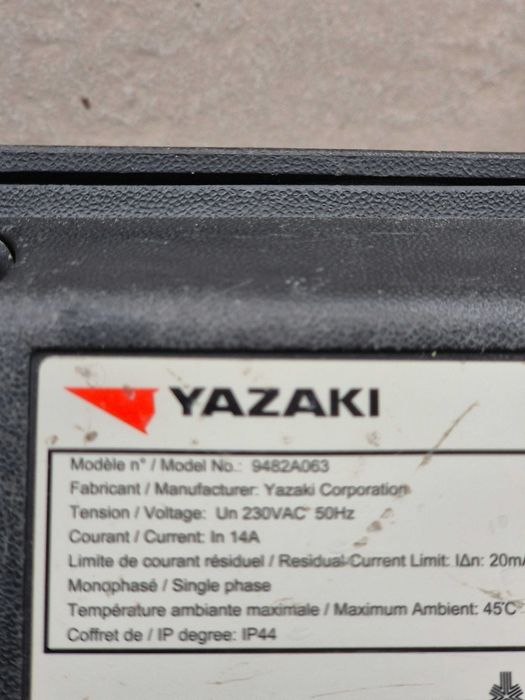 YAZAKI
Modèle n° / Model No.: 9482A063
Fabricant / Manufacturer: Yazaki Corporation
Tension / Voltage: Un 230VAC 50Hz
Courant / Current: In 14A
Limite de courant résiduel / Residual Current Limit: IΔn: 20mA
Monophasé / Single phase
Température ambiante maximale / Maximum Ambient: 45°C
Coffret de / IP degree: IP44